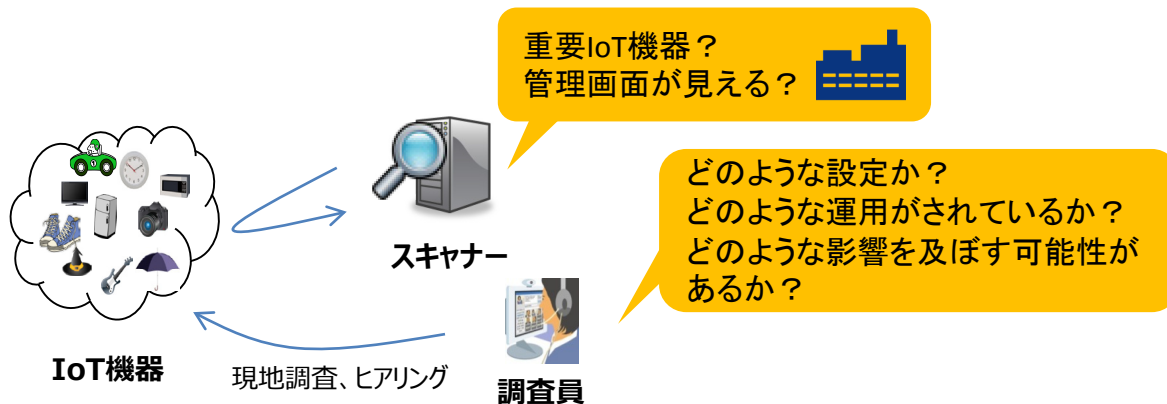 重要IoT機器？
管理画面が見える？
どのような設定か？
どのような運用がされているか？
どのような影響を及ぼす可能性が
あるか？
スキャナー
IoT機器
現地調査、ヒアリング
調査員